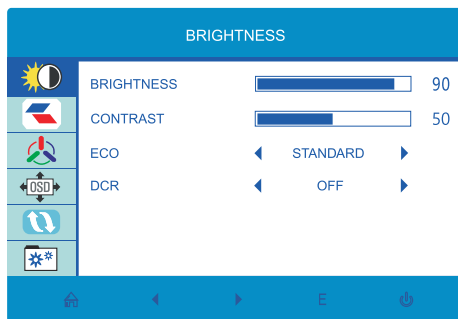 BRIGHTNESS
BRIGHTNESS 90
CONTRAST 50
ECO STANDARD
DCR OFF
OSD
E